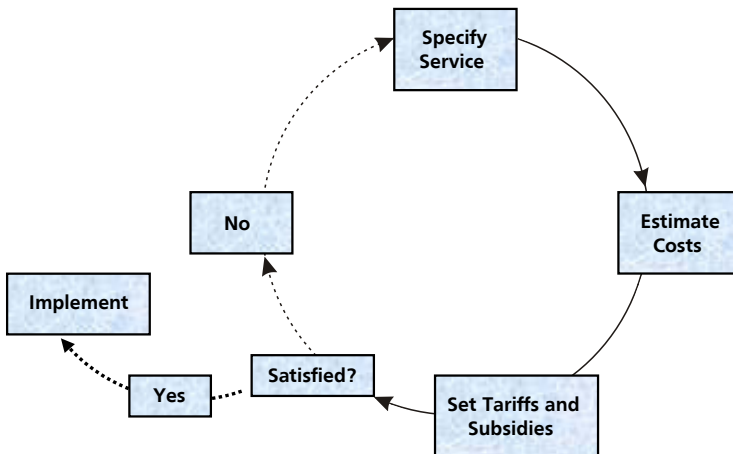 Specify
Service
Estimate
Costs
Set Tariffs and
Subsidies
Satisfied?
No
Yes
Implement